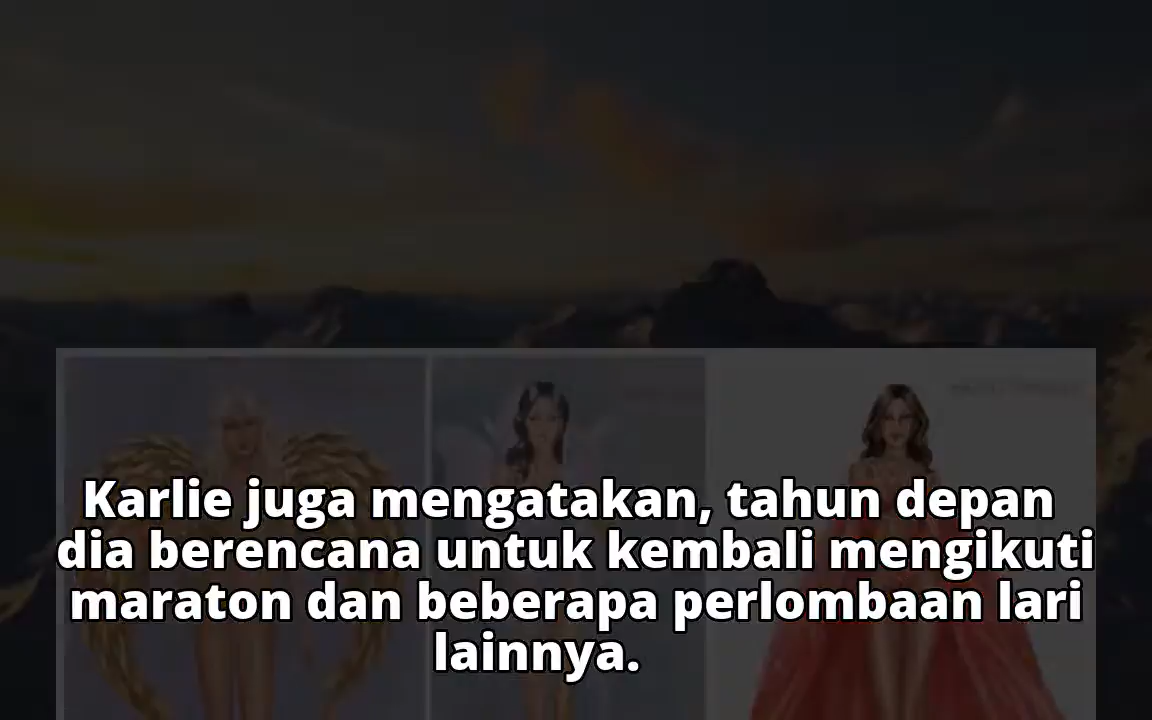 Karlie juga mengatakan, tahun depan
dia berencana untuk kembali mengikuti
maraton dan beberapa perlombaan lari
lainnya.